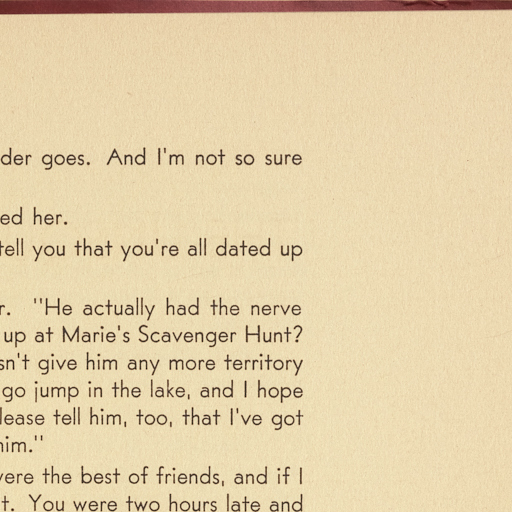 der goes. And I'm not so sure
ed her.
tell you that you're all dated up
r. "He actually had the nerve
up at Marie's Scavenger Hunt?
sn't give him any more territory
go jump in the lake, and I hope
lease tell him, too, that I've got
him."
were the best of friends, and if I
t. You were two hours late and